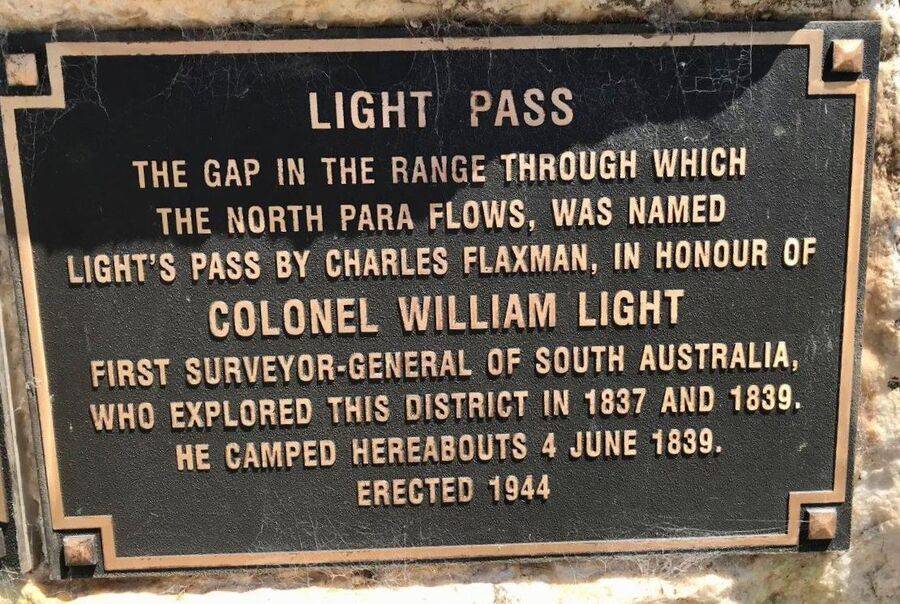 LIGHT PASS
THE GAP IN THE RANGE THROUGH WHICH
THE NORTH PARA FLOWS, WAS NAMED
LIGHT'S PASS BY CHARLES FLAXMAN, IN HONOUR OF
COLONEL WILLIAM LIGHT
FIRST SURVEYOR-GENERAL OF SOUTH AUSTRALIA,
WHO EXPLORED THIS DISTRICT IN 1837 AND 1839.
HE CAMPED HEREABOUTS 4 JUNE 1839.
ERECTED 1944